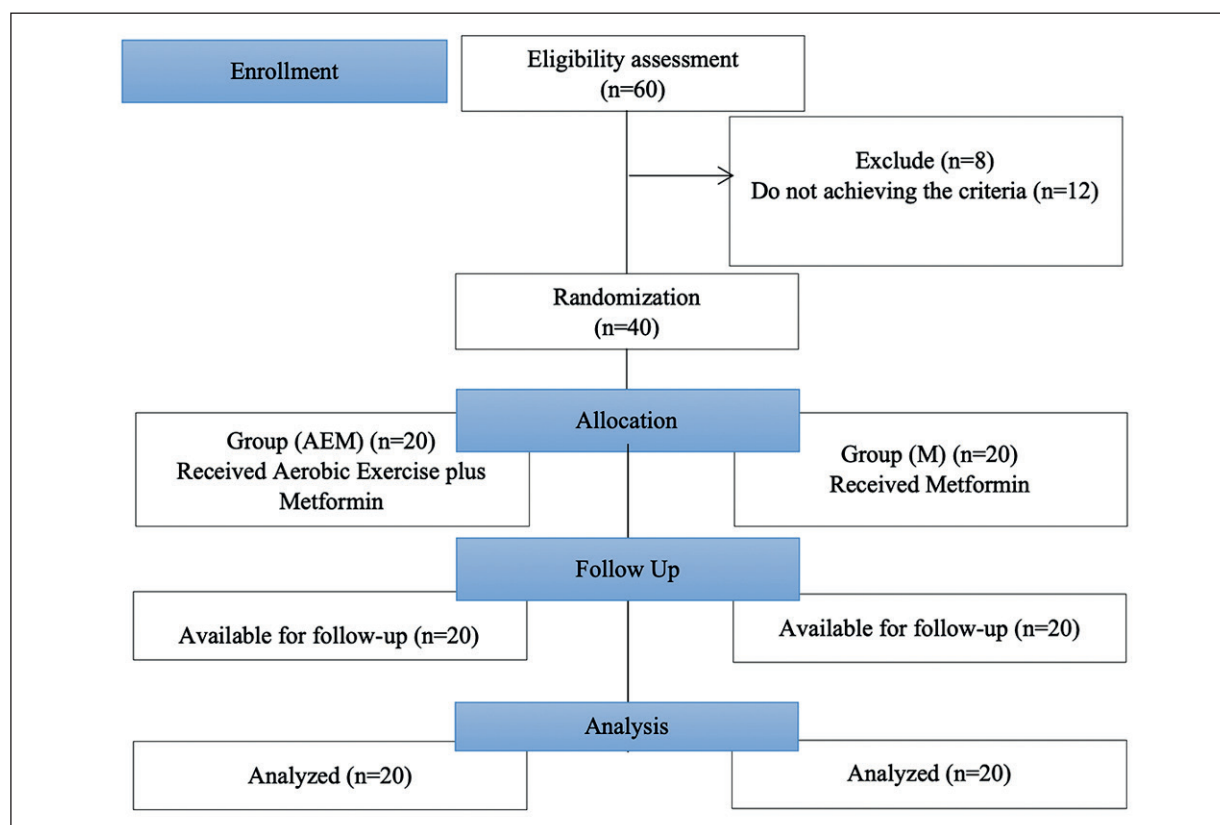 Enrollment
Eligibility assessment
(n=60)
Exclude (n=8)
Do not achieving the criteria (n=12)
Randomization
(n=40)
Allocation
Group (AEM) (n=20)
Received Aerobic Exercise plus
Metformin
Group (M) (n=20)
Received Metformin
Follow Up
Available for follow-up (n=20)
Available for follow-up (n=20)
Analysis
Analyzed (n=20)
Analyzed (n=20)